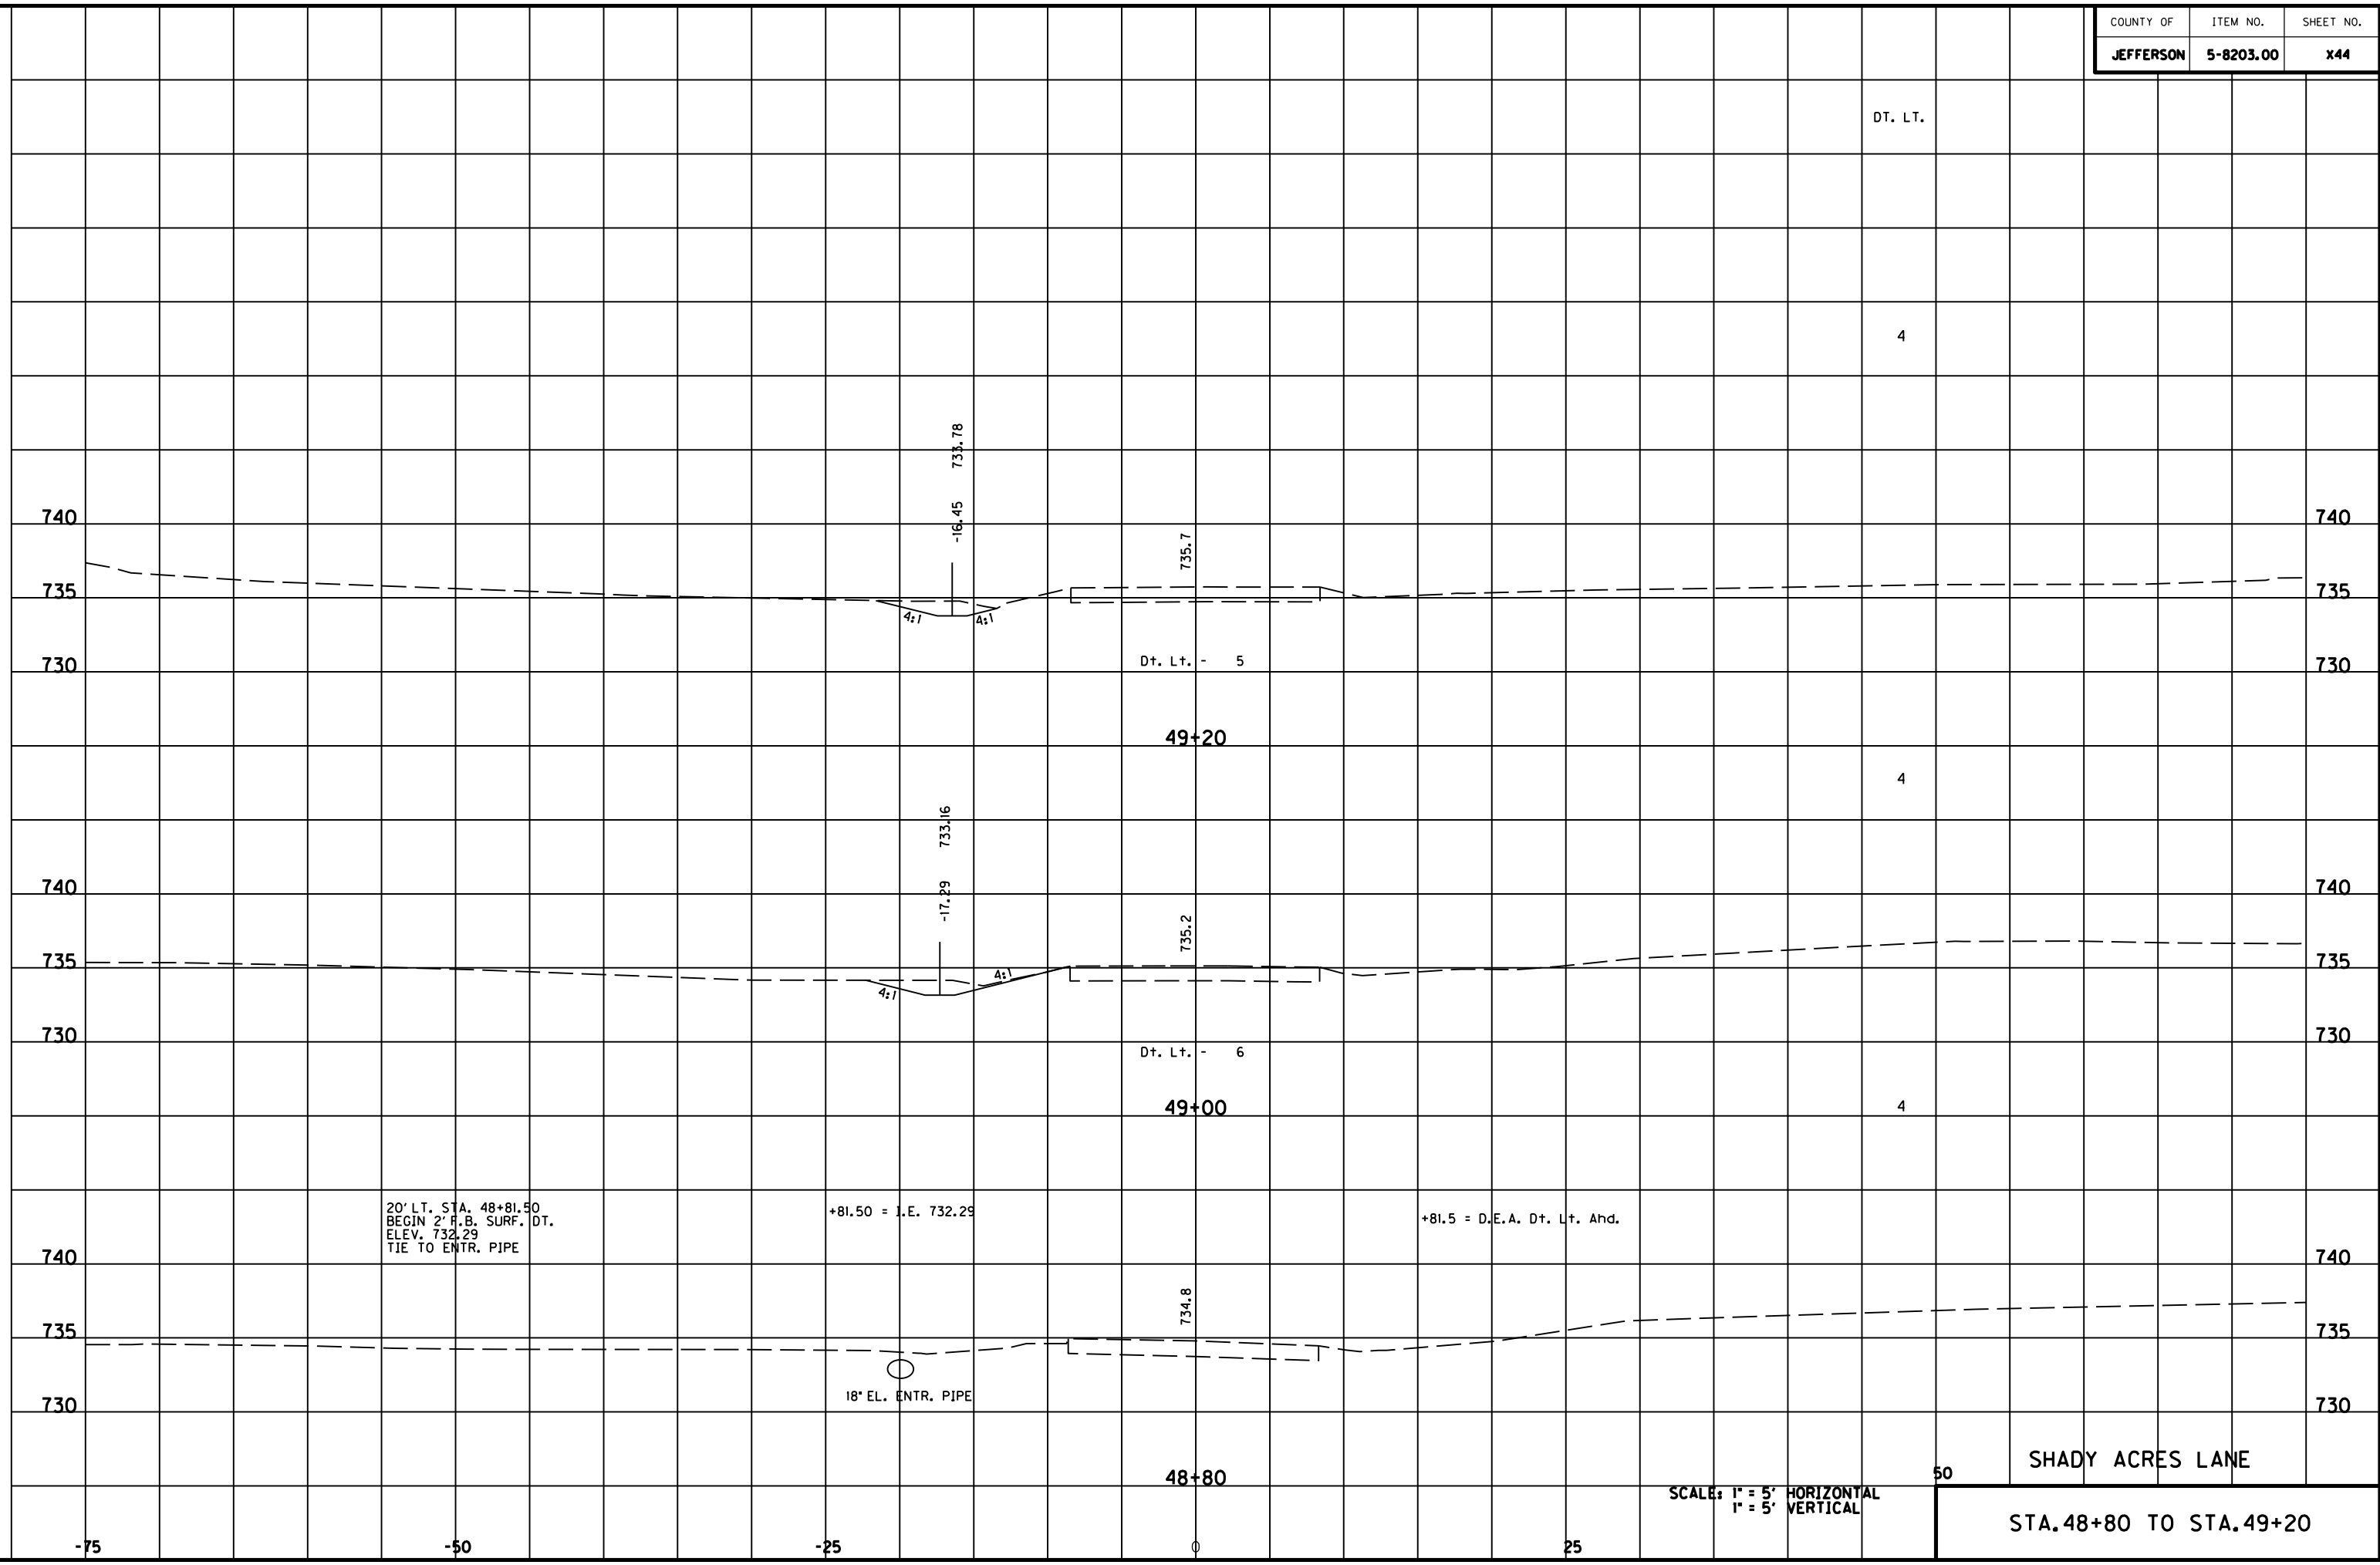 COUNTY OF ITEM NO. SHEET NO.
JEFFERSON 5-8203.00 X44
DT. LT.
4
733.78
-16.45
735.7
740 740
735 735
4:1 4:1
730 730
Dt. Lt. - 5
49+20
4
733.16
-17.29
735.2
740 740
735 735
4:1 4:1
730 730
Dt. Lt. - 6
49+00
4
20' LT. STA. 48+81.50
BEGIN 2' F.B. SURF. DT.
ELEV. 732.29
TIE TO ENTR. PIPE
+81.50 = I.E. 732.29
+81.5 = D.E.A. Dt. Lt. Ahd.
734.8
740 740
735 735
730 730
18" EL. ENTR. PIPE
48+80
SHADY ACRES LANE
SCALE: 1" = 5' HORIZONTAL
1" = 5' VERTICAL
STA.48+80 TO STA.49+20
-75 -50 -25 0 25 50